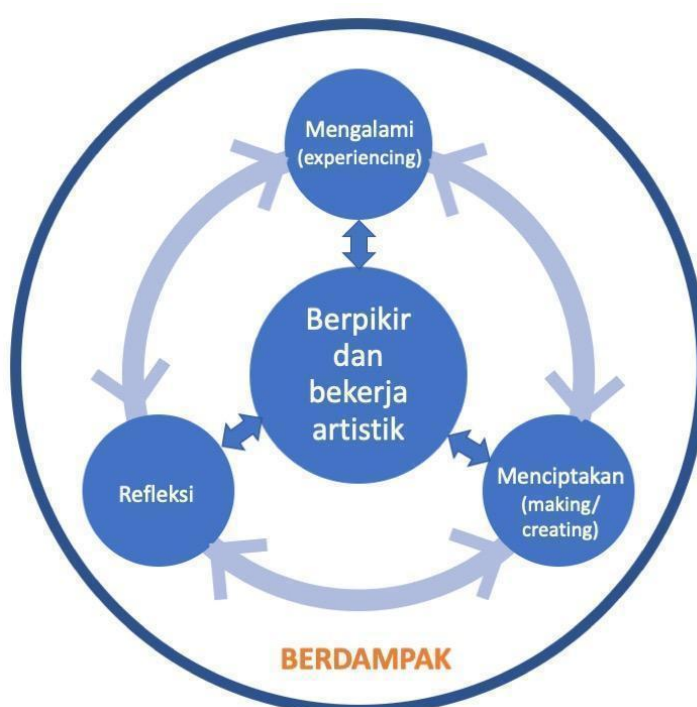 Mengalami
(experiencing)
Berpikir
dan
bekerja
artistik
Refleksi
Menciptakan
(making/
creating)
BERDAMPAK